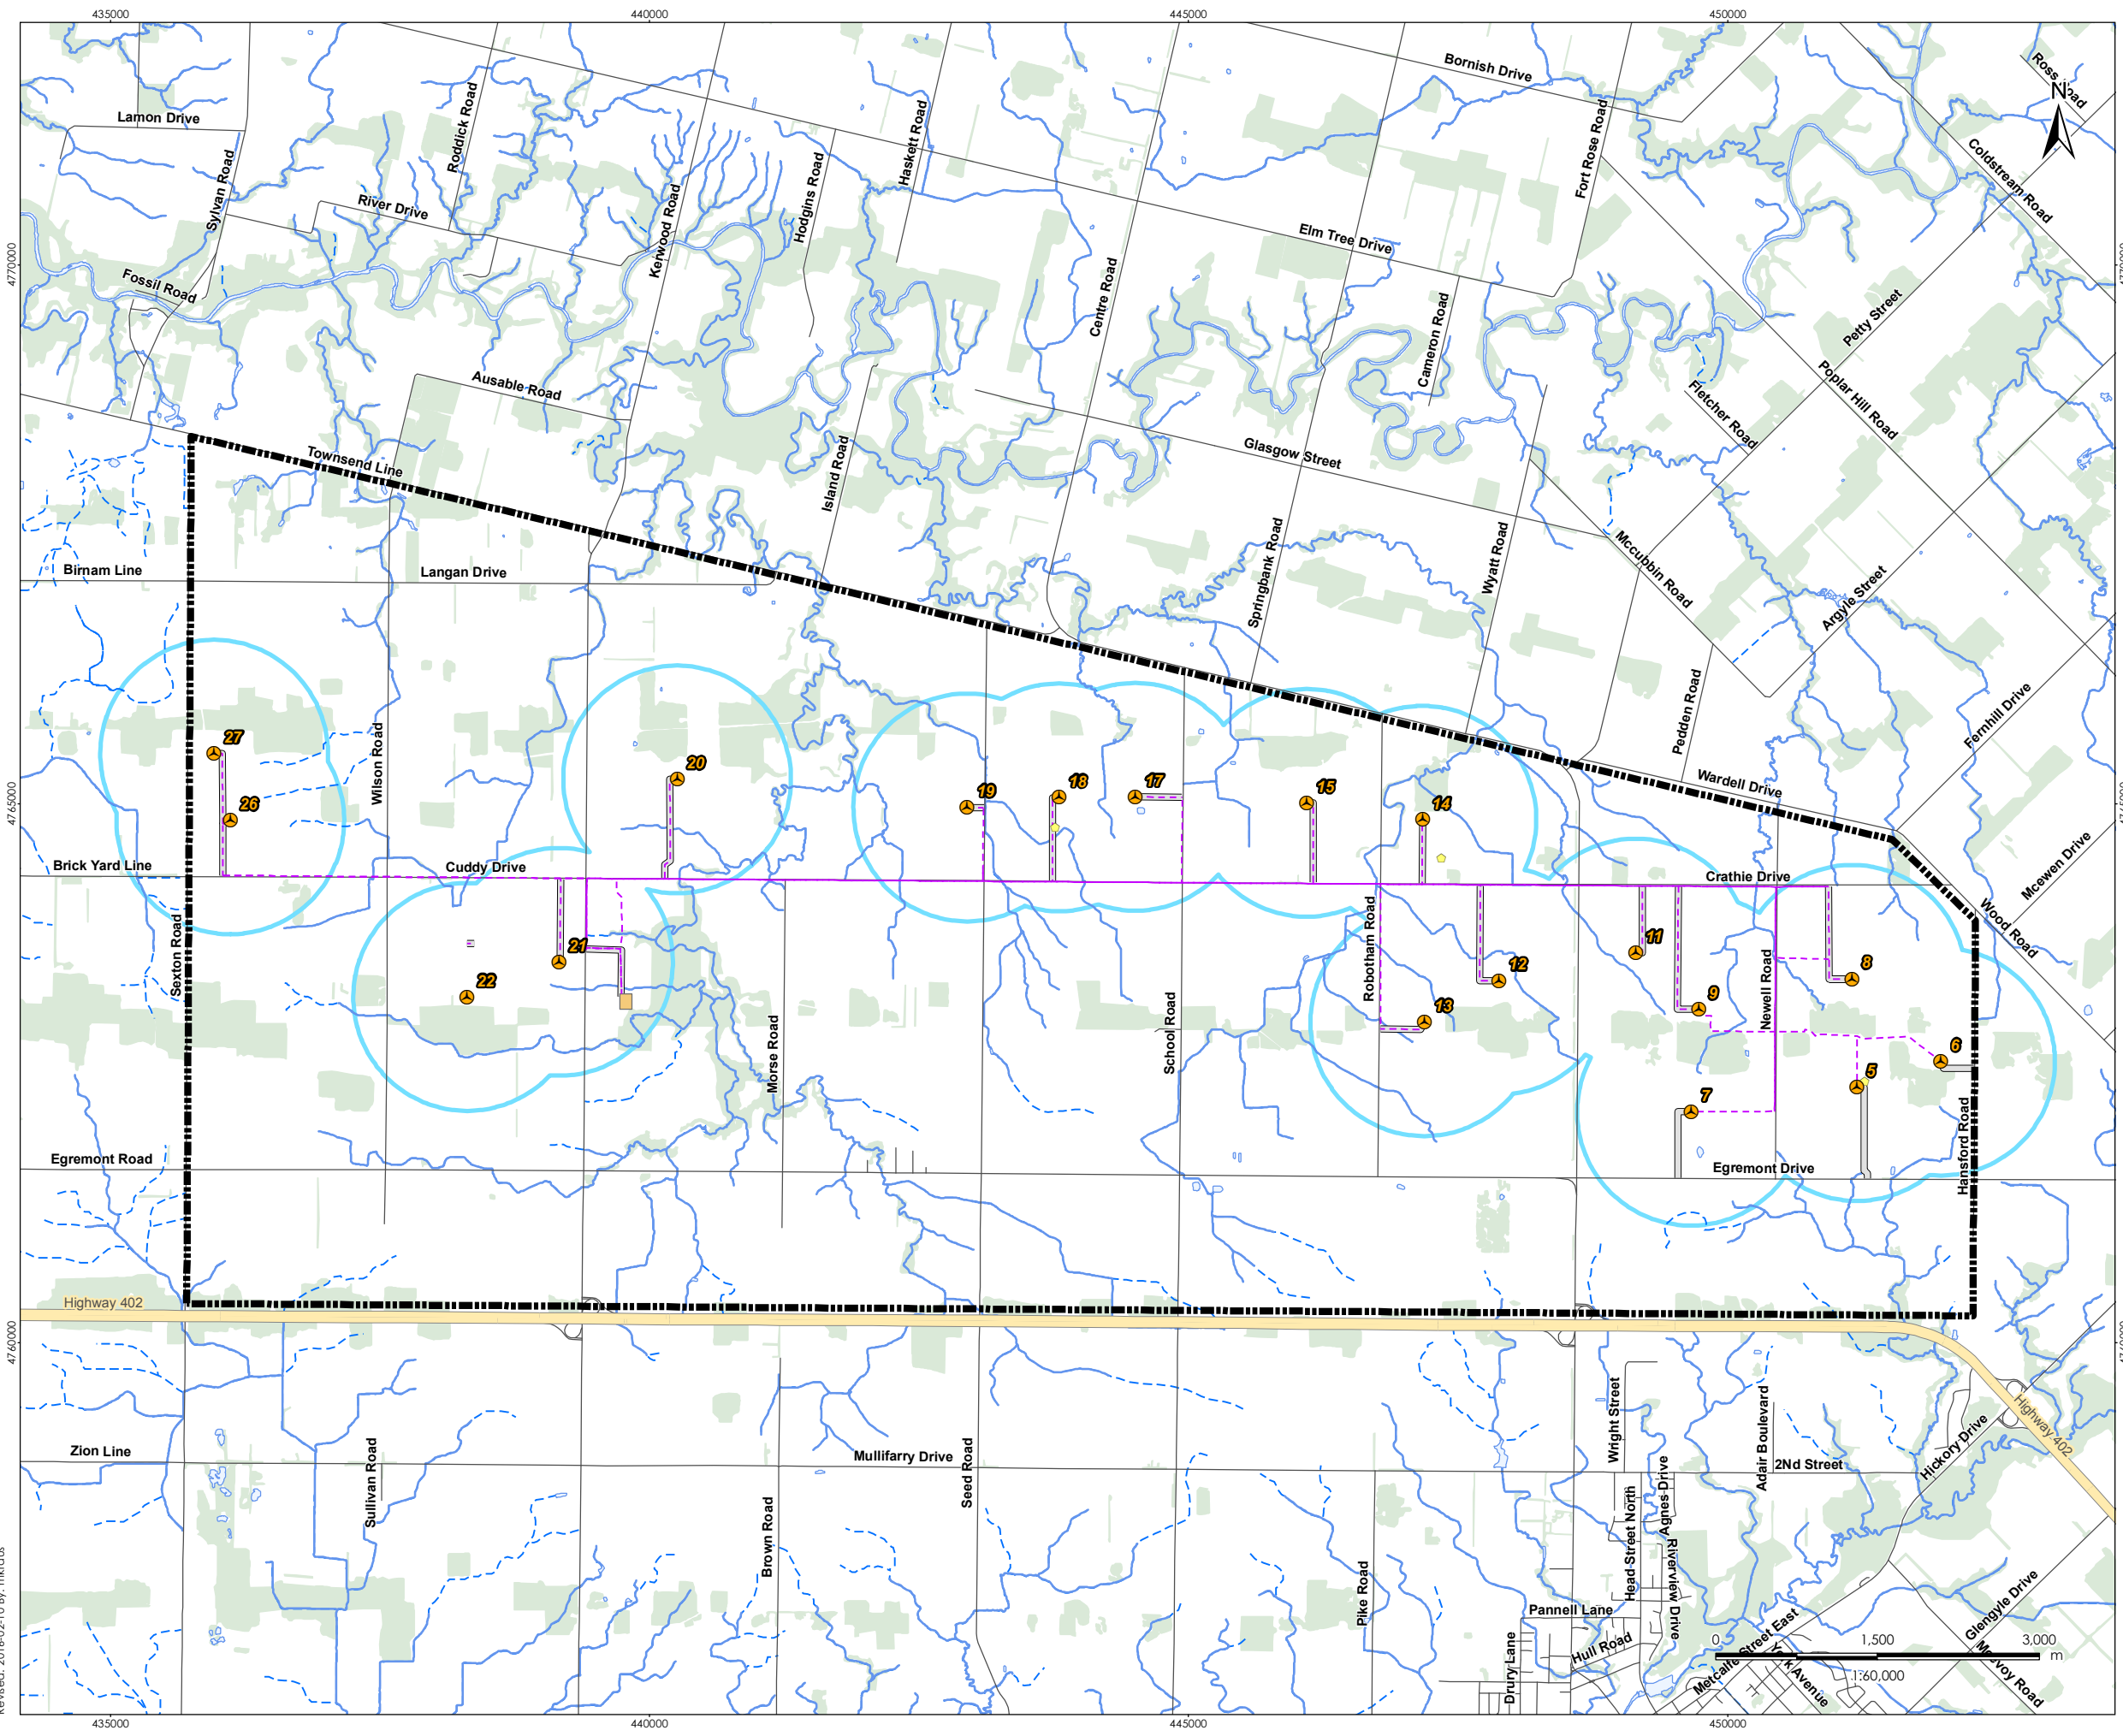 435000
440000
445000
450000
Bornish Drive
Ross Road
N
Lamon Drive
Roddick Road
Haskett Road
Fort Rose Road
Coldstream Road
Sylvan Road
River Drive
Kerwood Road
Hodgins Road
Elm Tree Drive
4770000
4770000
Fossil Road
Centre Road
Cameron Road
Petty Street
Ausable Road
Poplar Hill Road
Fletcher Road
Townsend Line
Island Road
Glasgow Street
Birnam Line
Langan Drive
Springbank Road
Wyatt Road
Mccubbin Road
Argyle Street
Pedden Road
Fernhill Drive
27
Wilson Road
20
19
18
17
15
14
Wardell Drive
4765000
26
Brick Yard Line
Cuddy Drive
Crathie Drive
Mcewen Drive
Sexton Road
21
22
Robotham Road
12
11
Wood Road
8
13
9
Newell Road
School Road
Morse Road
6
5
7
Hansford Road
Egremont Road
Egremont Drive
Highway 402
4760000
Wright Street
Adair Boulevard
Highway 402
Zion Line
Sullivan Road
Mullifarry Drive
Seed Road
2Nd Street
Hickory Drive
Brown Road
Pike Road
Head Street North
Agnes Drive
Riverview Drive
Pannell Lane
Hull Road
Drury Lane
Metcalfe Street East
York Avenue
Glengyle Drive
Mcevoy Road
0
1,500
3,000
m
1:60,000
435000
440000
445000
450000